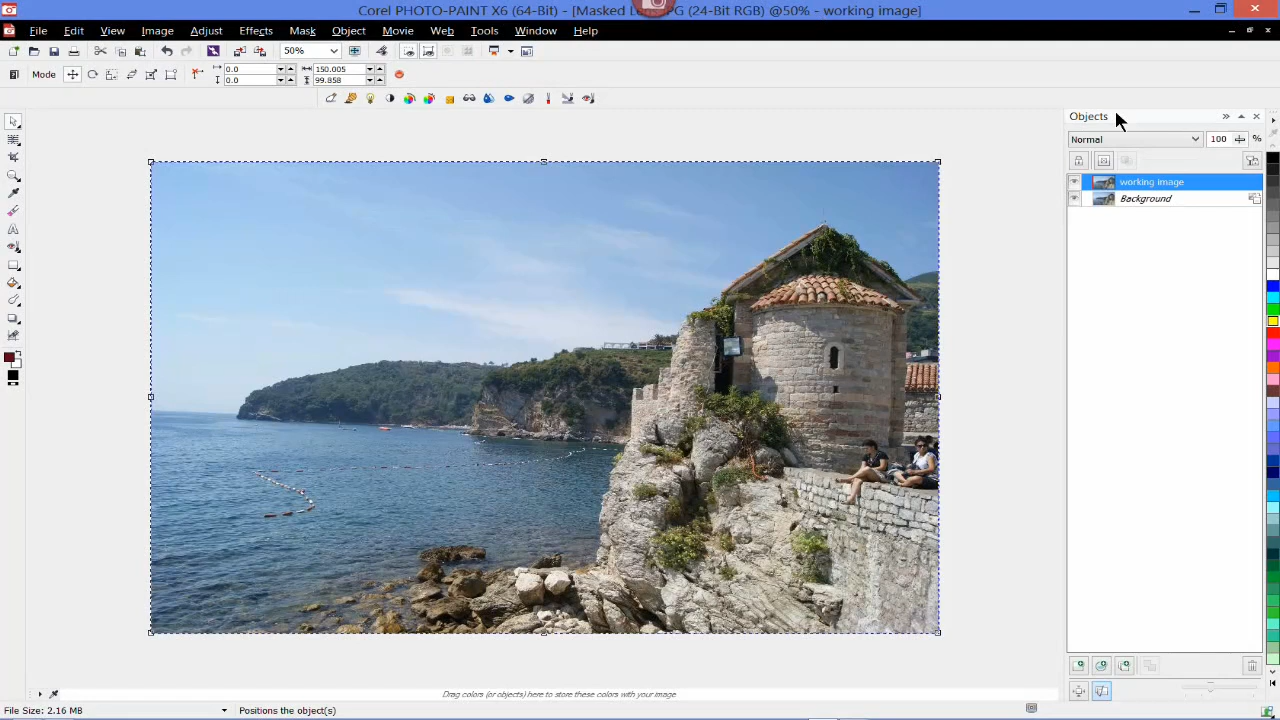 Corel PHOTO-PAINT X6 (64-Bit) - [Masked Lens.JPG (24-Bit RGB) @50% - working image]
File Edit View Image Adjust Effects Mask Object Movie Web Tools Window Help
50%
Mode 0.0 0.0 150.005 99.858
Objects
Normal 100 %
working image
Background
Drag colors (or objects) here to store these colors with your image
File Size: 2.16 MB Positions the object(s)